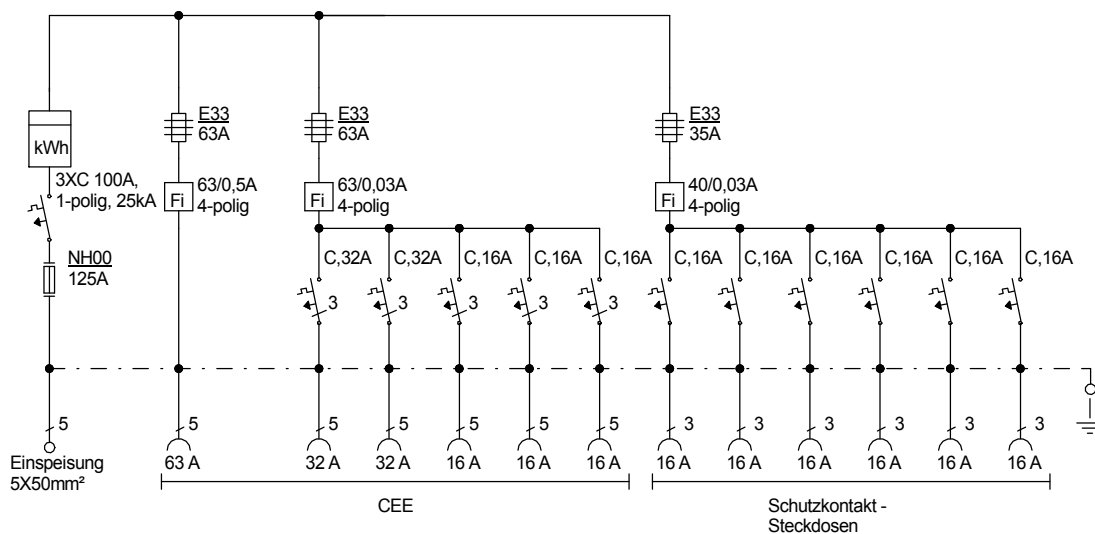 E33
63A
E33
63A
E33
35A
kWh
3XC 100A,
1-polig, 25kA
Fi
63/0,5A
4-polig
Fi
63/0,03A
4-polig
Fi
40/0,03A
4-polig
NH00
125A
C,32A
C,32A
C,16A
C,16A
C,16A
C,16A
C,16A
C,16A
C,16A
C,16A
C,16A
3
3
3
3
3
5
5
5
5
5
5
5
3
3
3
3
3
3
Einspeisung
5X50mm²
63 A
32 A
32 A
16 A
16 A
16 A
16 A
16 A
16 A
16 A
16 A
16 A
CEE
Schutzkontakt -
Steckdosen